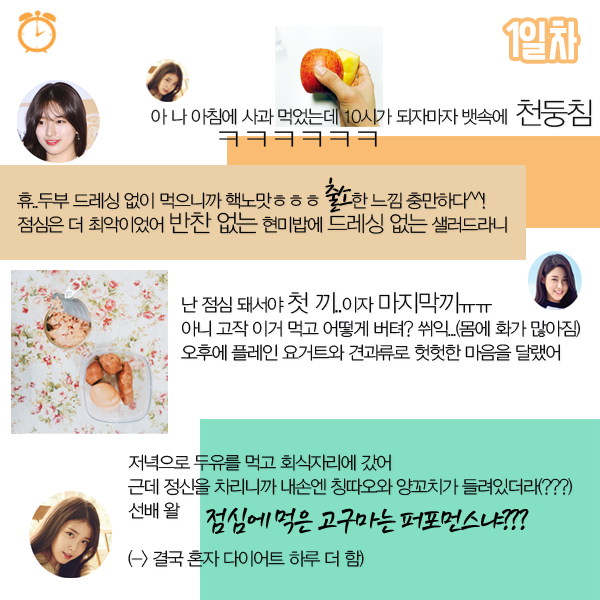 1일차
아 나 아침에 사과 먹었는데 10시가 되자마자 뱃속에 천둥침
ㅋㅋㅋㅋㅋㅋㅋ
휴..두부 드레싱 없이 먹으니까 핵노맛ㅎㅎㅎ 출소한 느낌 충만하다^^!
점심은 더 최악이었어 반찬 없는 현미밥에 드레싱 없는 샐러드라니
난 점심 돼서야 첫 끼..이자 마지막끼ㅠㅠ
아니 고작 이거 먹고 어떻게 버텨? 쒸익...(몸에 화가 많아짐)
오후에 플레인 요거트와 견과류로 헛헛한 마음을 달랬어
저녁으로 두유를 먹고 회식자리에 갔어
근데 정신을 차리니까 내손엔 칭따오와 양꼬치가 들려있더라(???)
선배 왈 점심에 먹은 고구마는 퍼포먼스냐???
(-> 결국 혼자 다이어트 하루 더 함)